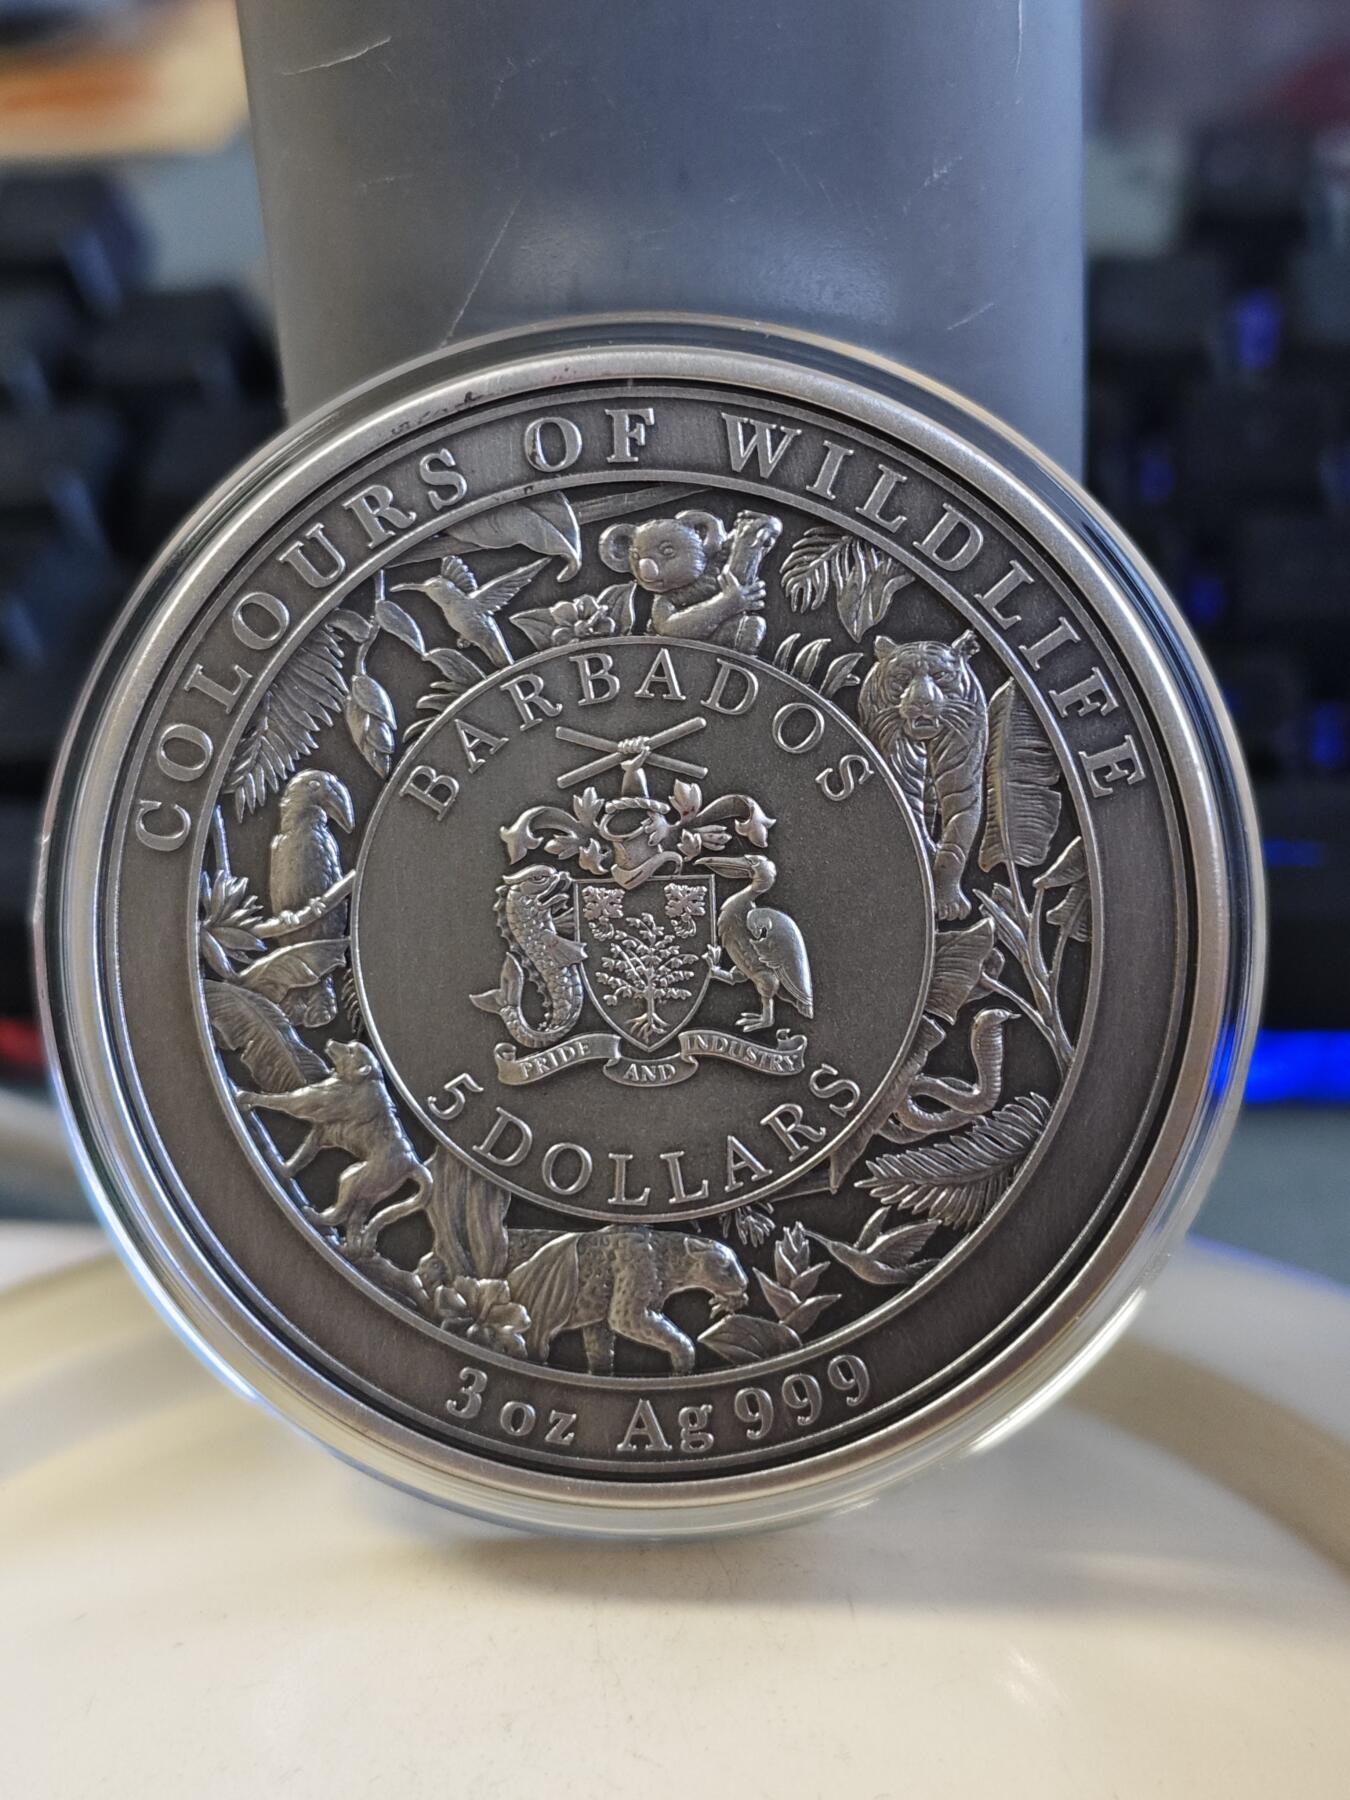 COLOURS OF WILDLIFE
BARBADOS
PRIDE AND INDUSTRY
5 DOLLARS
3 oz Ag 999